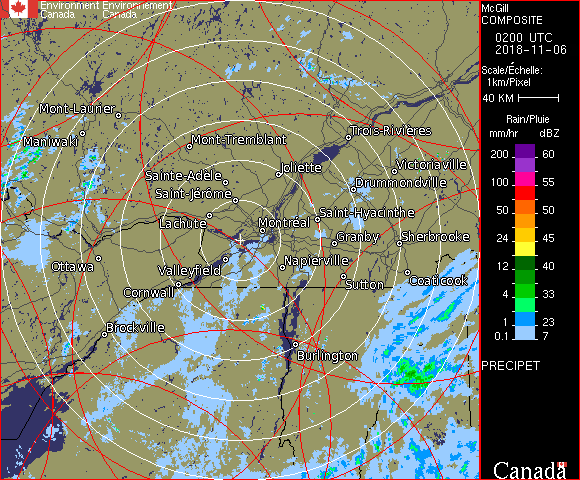 Environment Environnement
Canada Canada
McGill
COMPOSITE
0200 UTC
2018-11-06
Scale/Échelle:
1km/Pixel
40 KM
Rain/Pluie
mm/hr dBZ
200 60
100 55
50 50
24 45
12 40
4 33
1 23
0.1 7
PRECIPET
Canada
Mont-Laurier
Maniwaki
Mont-Tremblant
Trois-Rivières
Joliette
Victoriaville
Sainte-Adèle
Drummondville
Saint-Jérôme
Lachute
Saint-Hyacinthe
Montréal
Granby
Sherbrooke
Ottawa
Valleyfield
Napierville
Cornwall
Sutton
Coaticook
Brockville
Burlington